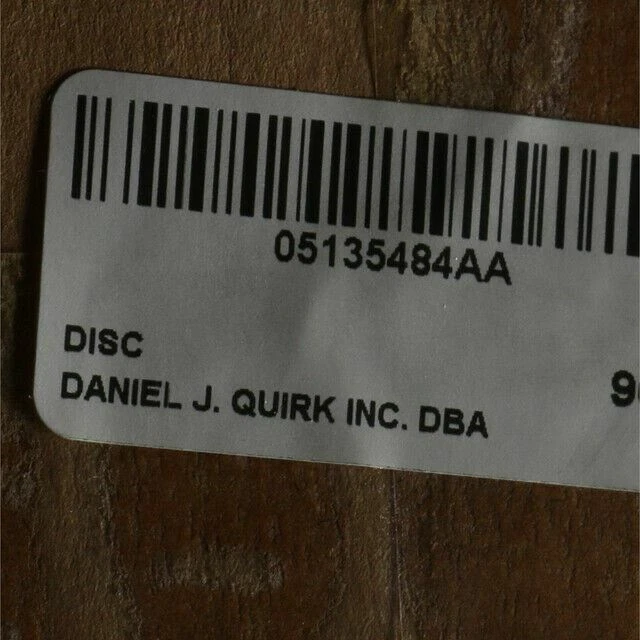 05135484AA
DISC
DANIEL J. QUIRK INC. DBA